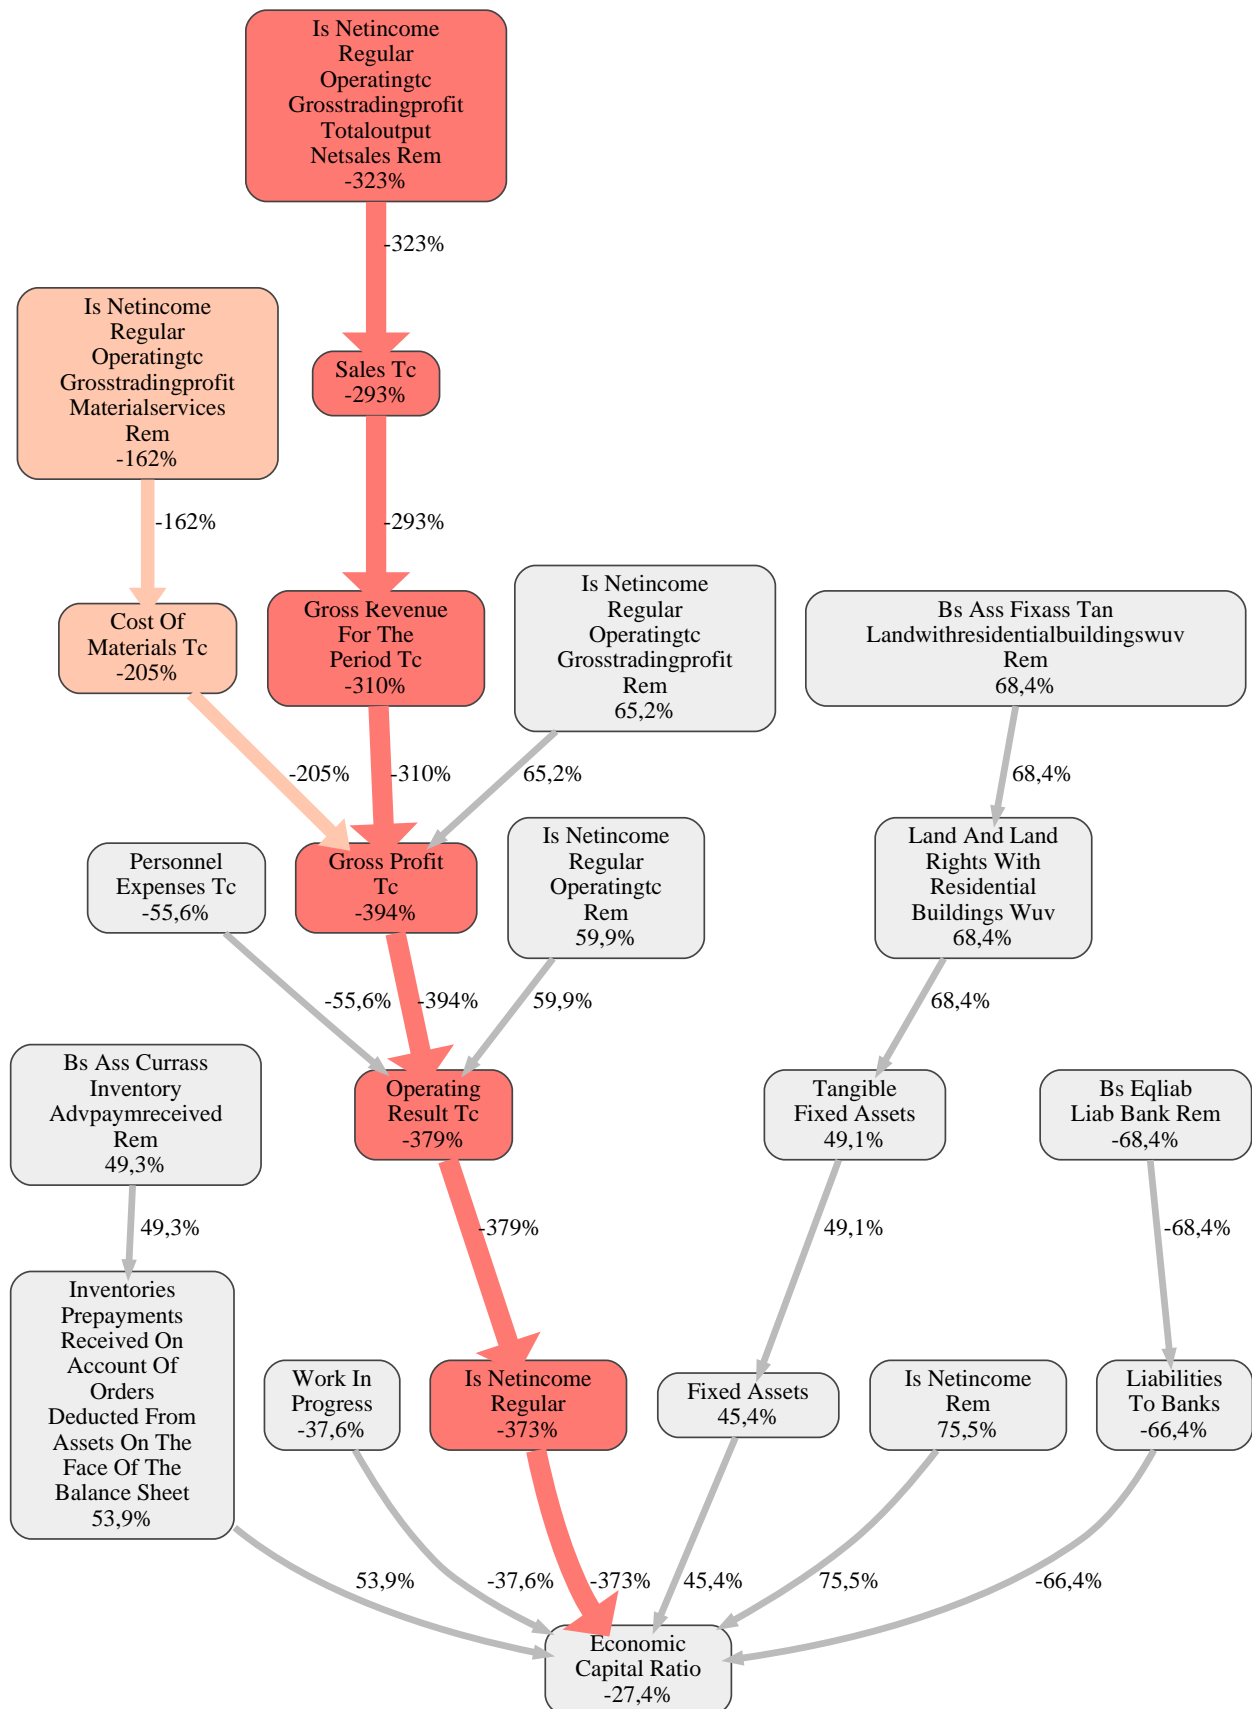 Is Netincome
Regular
Operatingtc
Grosstradingprofit
Totaloutput
Netsales Rem
-323%
-323%
Is Netincome
Regular
Operatingtc
Grosstradingprofit
Materialservices
Rem
-162%
Sales Tc
-293%
-162%
-293%
Cost Of
Materials Tc
-205%
Gross Revenue
For The
Period Tc
-310%
Is Netincome
Regular
Operatingtc
Grosstradingprofit
Rem
65,2%
Bs Ass Fixass Tan
Landwithresidentialbuildingswuv
Rem
68,4%
-205%
-310%
65,2%
68,4%
Personnel
Expenses Tc
-55,6%
Gross Profit
Tc
-394%
Is Netincome
Regular
Operatingtc
Rem
59,9%
Land And Land
Rights With
Residential
Buildings Wuv
68,4%
-55,6%
-394%
59,9%
68,4%
Bs Ass Currass
Inventory
Advpaymreceived
Rem
49,3%
Operating
Result Tc
-379%
Tangible
Fixed Assets
49,1%
Bs Eqliab
Liab Bank Rem
-68,4%
49,3%
-379%
49,1%
-68,4%
Inventories
Prepayments
Received On
Account Of
Orders
Deducted From
Assets On The
Face Of The
Balance Sheet
53,9%
Work In
Progress
-37,6%
Is Netincome
Regular
-373%
Fixed Assets
45,4%
Is Netincome
Rem
75,5%
Liabilities
To Banks
-66,4%
53,9%
-37,6%
-373%
45,4%
75,5%
-66,4%
Economic
Capital Ratio
-27,4%